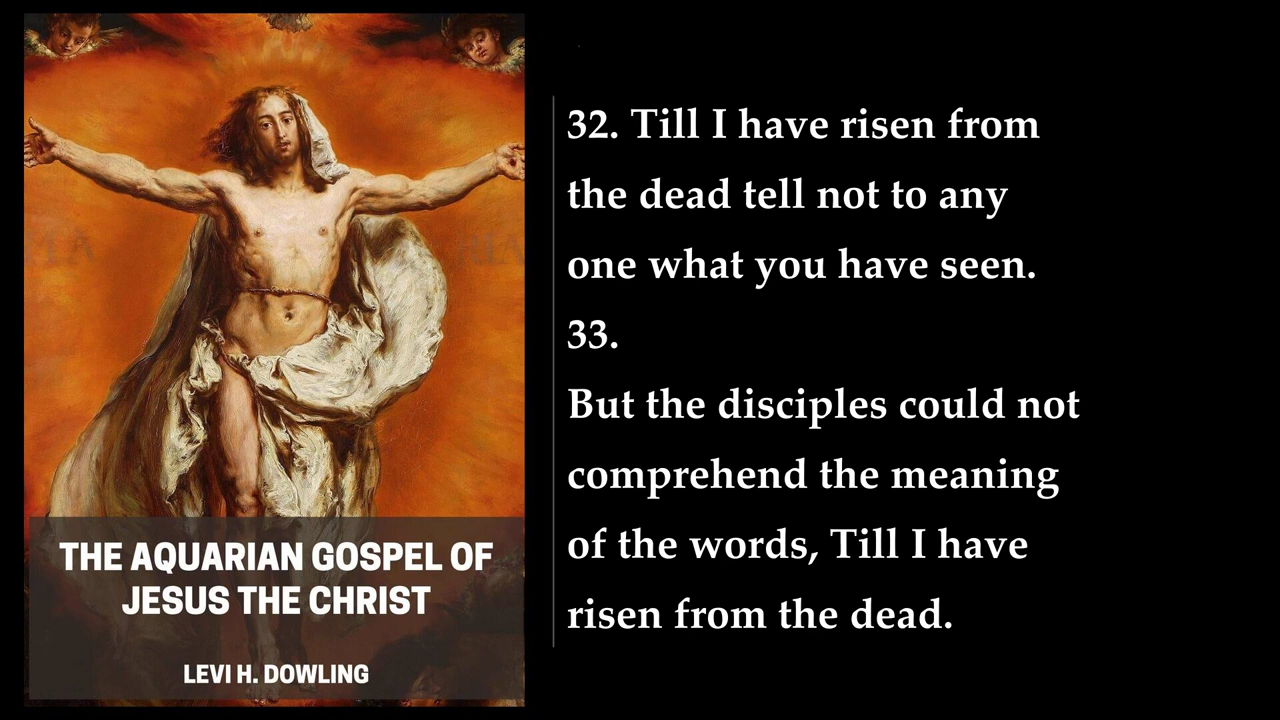 THE AQUARIAN GOSPEL OF
JESUS THE CHRIST
LEVI H. DOWLING
32. Till I have risen from
the dead tell not to any
one what you have seen.
33.
But the disciples could not
comprehend the meaning
of the words, Till I have
risen from the dead.